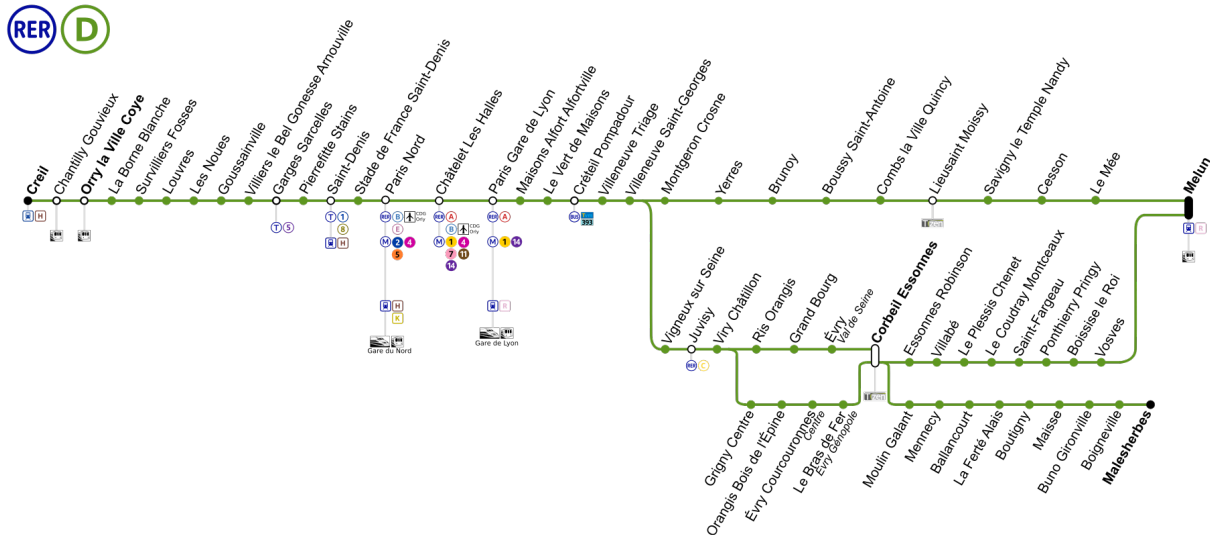 RER D
Creil
Chantilly Gouvieux
Orry la Ville Coye
La Borne Blanche
Survilliers Fosses
Louvres
Les Noues
Goussainville
Villiers le Bel Gonesse Arnouville
Garges Sarcelles
Pierrefitte Stains
Saint-Denis
Stade de France Saint-Denis
Paris Nord
Châtelet Les Halles
Paris Gare de Lyon
Maisons Alfort Alfortville
Le Vert de Maisons
Créteil Pompadour
Villeneuve Triage
Villeneuve Saint-Georges
Montgeron Crosne
Yerres
Brunoy
Boussy Saint-Antoine
Combs la Ville Quincy
Lieusaint Moissy
Savigny le Temple Nandy
Cesson
Le Mée
Melun
H
T 5
T 1
8
H
RER B CDG
Orly
E
M 2 4
5
H
K
Gare du Nord
RER A
B CDG
Orly
M 1 4
7 11
14
RER A
M 1 14
R
Gare de Lyon
BUS T
393
R
Vigneux sur Seine
Juvisy
RER C
Viry Châtillon
Ris Orangis
Grand Bourg
Évry
Val de Seine
Corbeil Essonnes
Essonnes Robinson
Villabé
Le Plessis Chenet
Le Coudray Montceaux
Saint-Fargeau
Ponthierry Pringy
Boissise le Roi
Vosves
Grigny Centre
Orangis Bois de l'Épine
Évry Courcouronnes
Centre
Le Bras de Fer
Évry Génopole
Moulin Galant
Mennecy
Ballancourt
La Ferté Alais
Boutigny
Maisse
Buno Gironville
Boigneville
Malesherbes